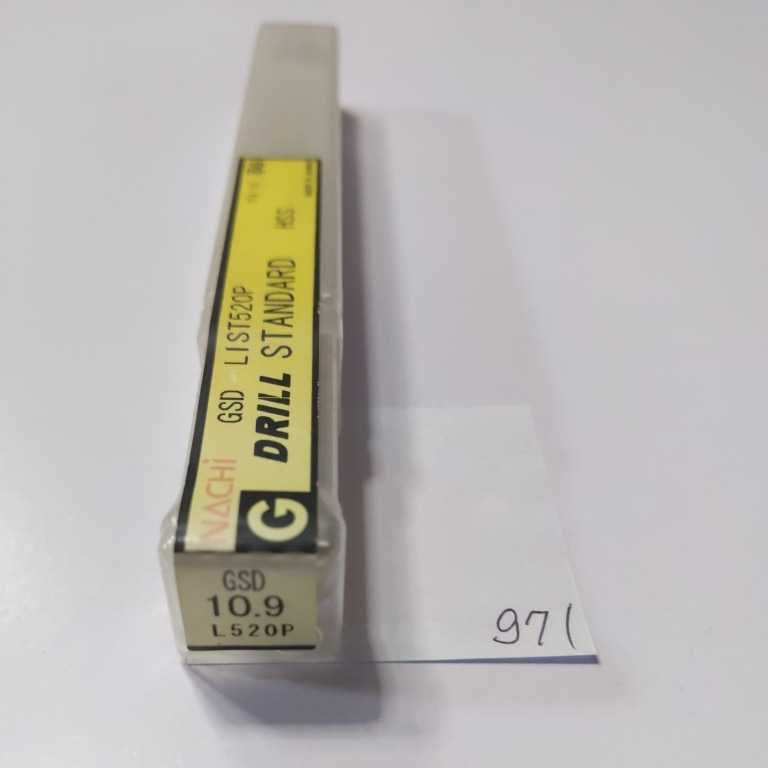 NACHi
GSD LIST520P
G DRILL STANDARD HSS
GSD
10.9
L520P
971